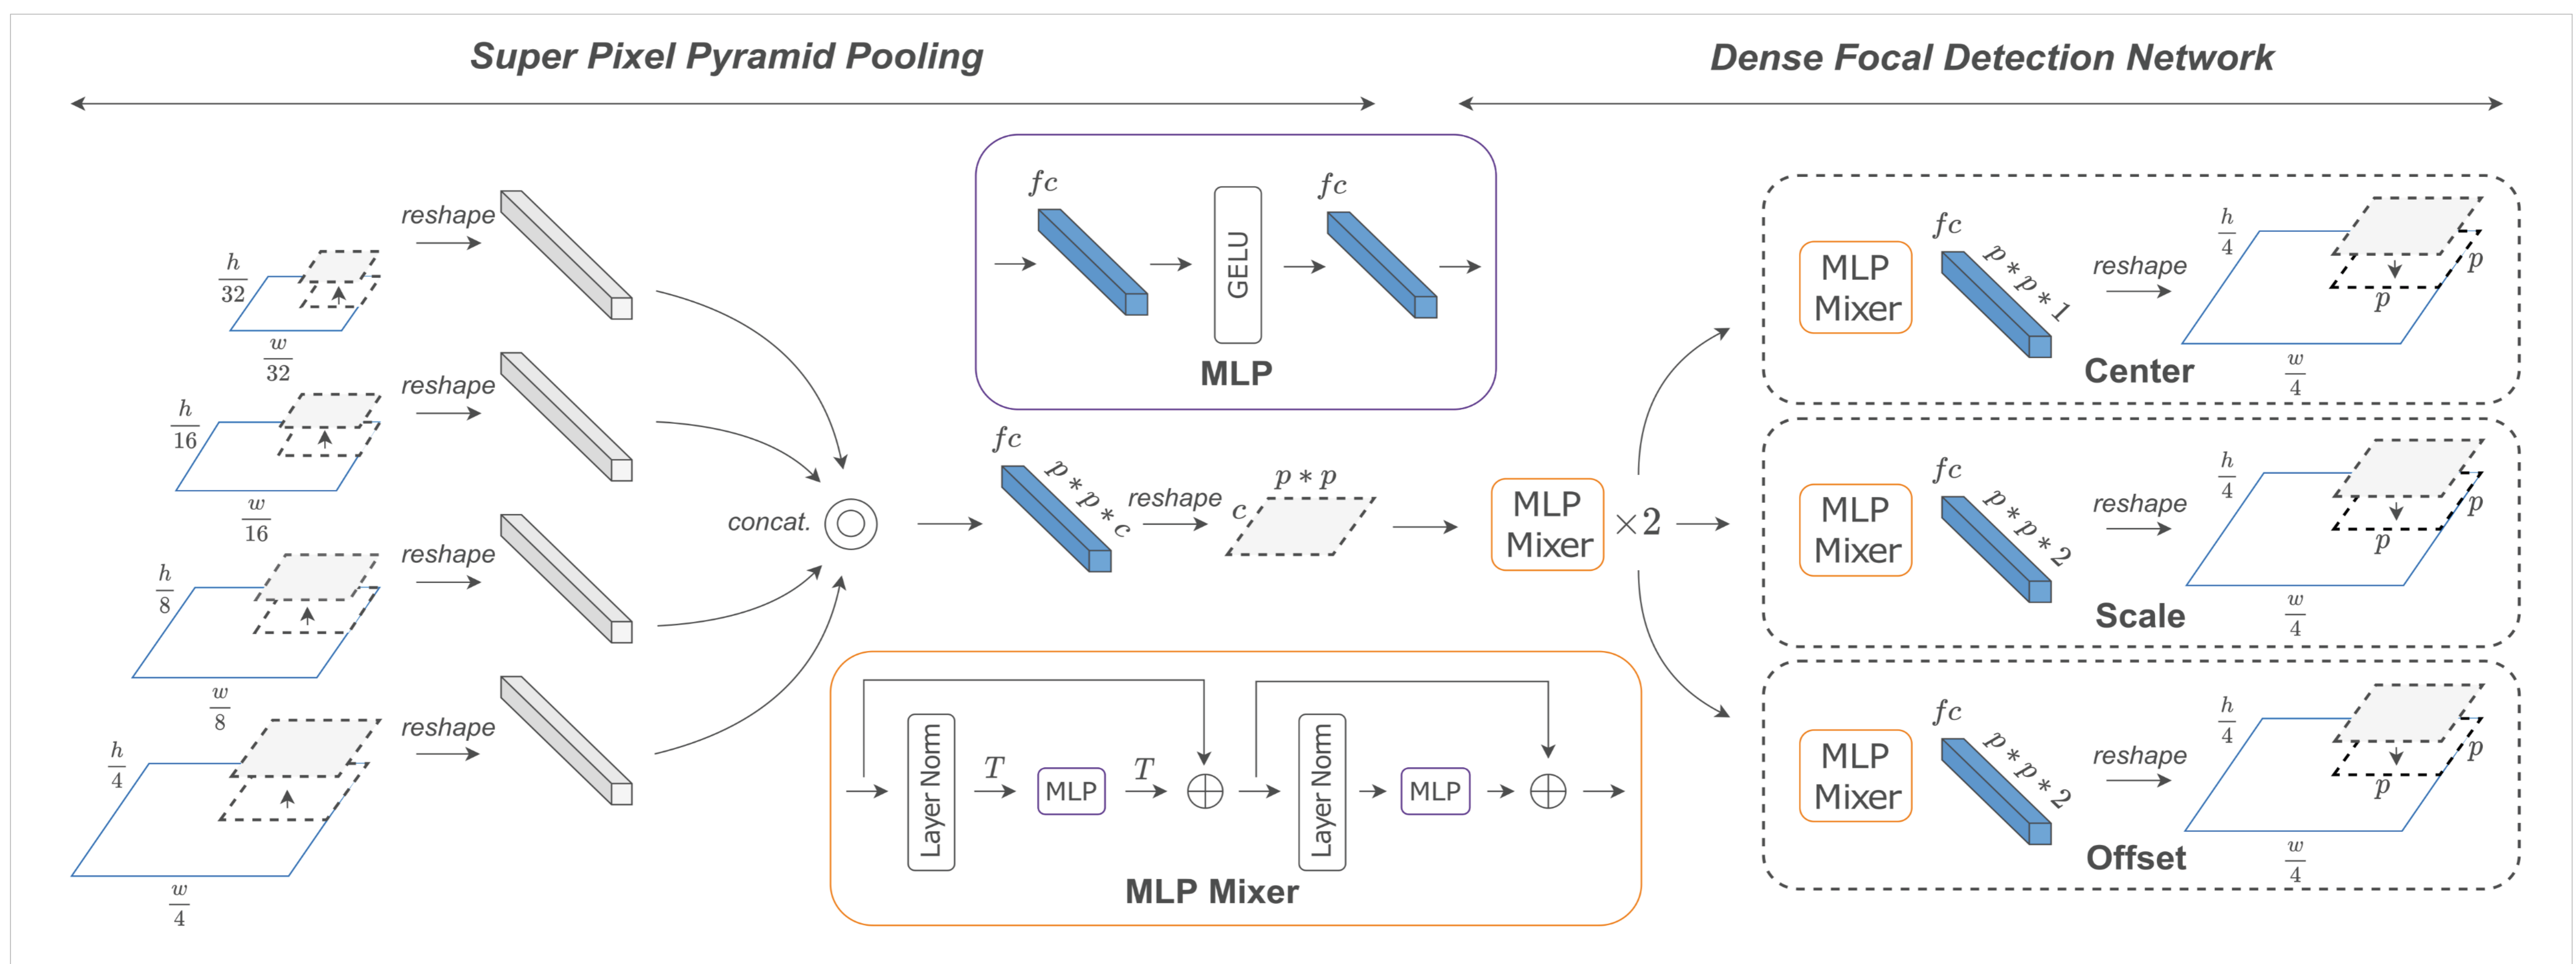 Super Pixel Pyramid Pooling
Dense Focal Detection Network
h/32
w/32
reshape
h/16
w/16
reshape
h/8
w/8
reshape
h/4
w/4
reshape
concat.
fc
GELU
fc
MLP
fc
p * p * c
reshape
c
p * p
MLP
Mixer
×2
Layer Norm
T
MLP
T
Layer Norm
MLP
MLP Mixer
MLP
Mixer
fc
p * p * 1
reshape
h/4
p
p
w/4
Center
MLP
Mixer
fc
p * p * 2
reshape
h/4
p
p
w/4
Scale
MLP
Mixer
fc
p * p * 2
reshape
h/4
p
p
w/4
Offset